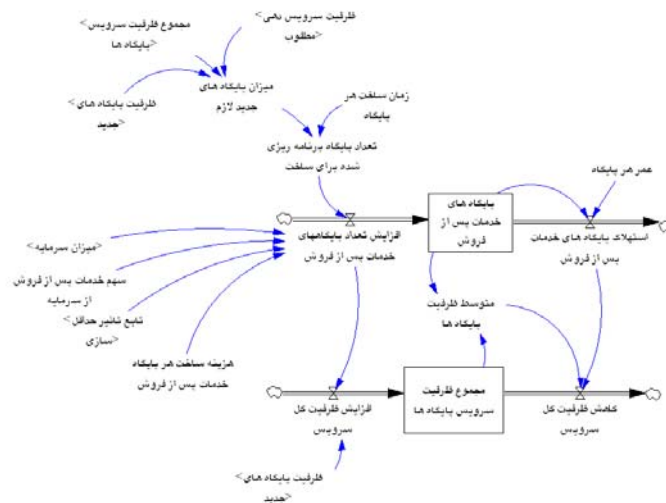 <ظرفیت سرویس دهی
مطلوب>
<مجموع ظرفیت سرویس
پایگاه ها>
<ظرفیت پایگاه های
جدید>
میزان پایگاه های
جدید لازم
زمان ساخت هر
پایگاه
تعداد پایگاه برنامه ریزی
شده برای ساخت
عمر هر پایگاه
پایگاه های
خدمات پس از
فروش
افزایش تعداد پایگاههای
خدمات پس از فروش
استهلاک پایگاه های خدمات
پس از فروش
<میزان سرمایه>
سهم خدمات پس از فروش
از سرمایه
<تابع تاثیر حداقل
سازی>
هزینه ساخت هر پایگاه
خدمات پس از فروش
متوسط ظرفیت
پایگاه ها
مجموع ظرفیت
سرویس پایگاه ها
افزایش ظرفیت کل
سرویس
کاهش ظرفیت کل
سرویس
<ظرفیت پایگاه های
جدید>